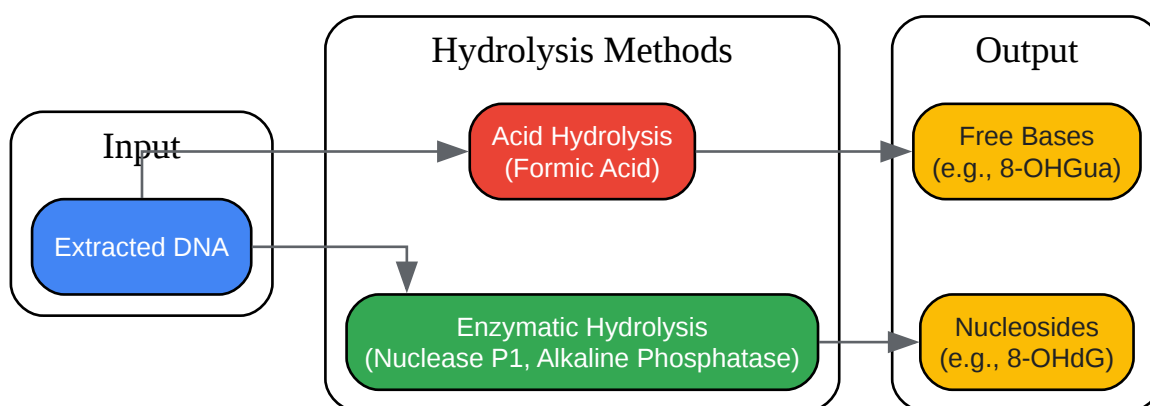 Input
Extracted DNA
Hydrolysis Methods
Acid Hydrolysis
(Formic Acid)
Enzymatic Hydrolysis
(Nuclease P1, Alkaline Phosphatase)
Output
Free Bases
(e.g., 8-OHGua)
Nucleosides
(e.g., 8-OHdG)